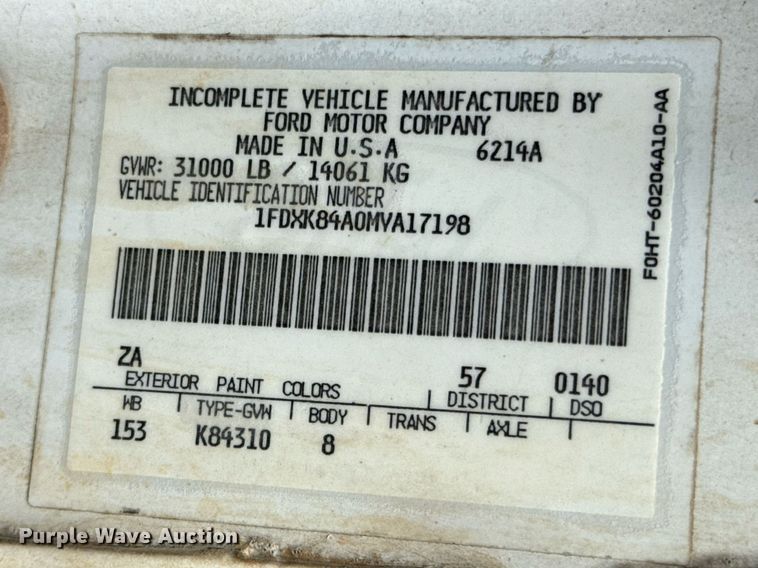 INCOMPLETE VEHICLE MANUFACTURED BY
FORD MOTOR COMPANY
MADE IN U.S.A 6214A
GVWR: 31000 LB / 14061 KG
VEHICLE IDENTIFICATION NUMBER
1FDXK84A0MVA17198
F0HT-60204A10-AA
ZA 57 0140
EXTERIOR PAINT COLORS DISTRICT DSO
WB TYPE-GVW BODY TRANS AXLE
153 K84310 8
Purple Wave Auction